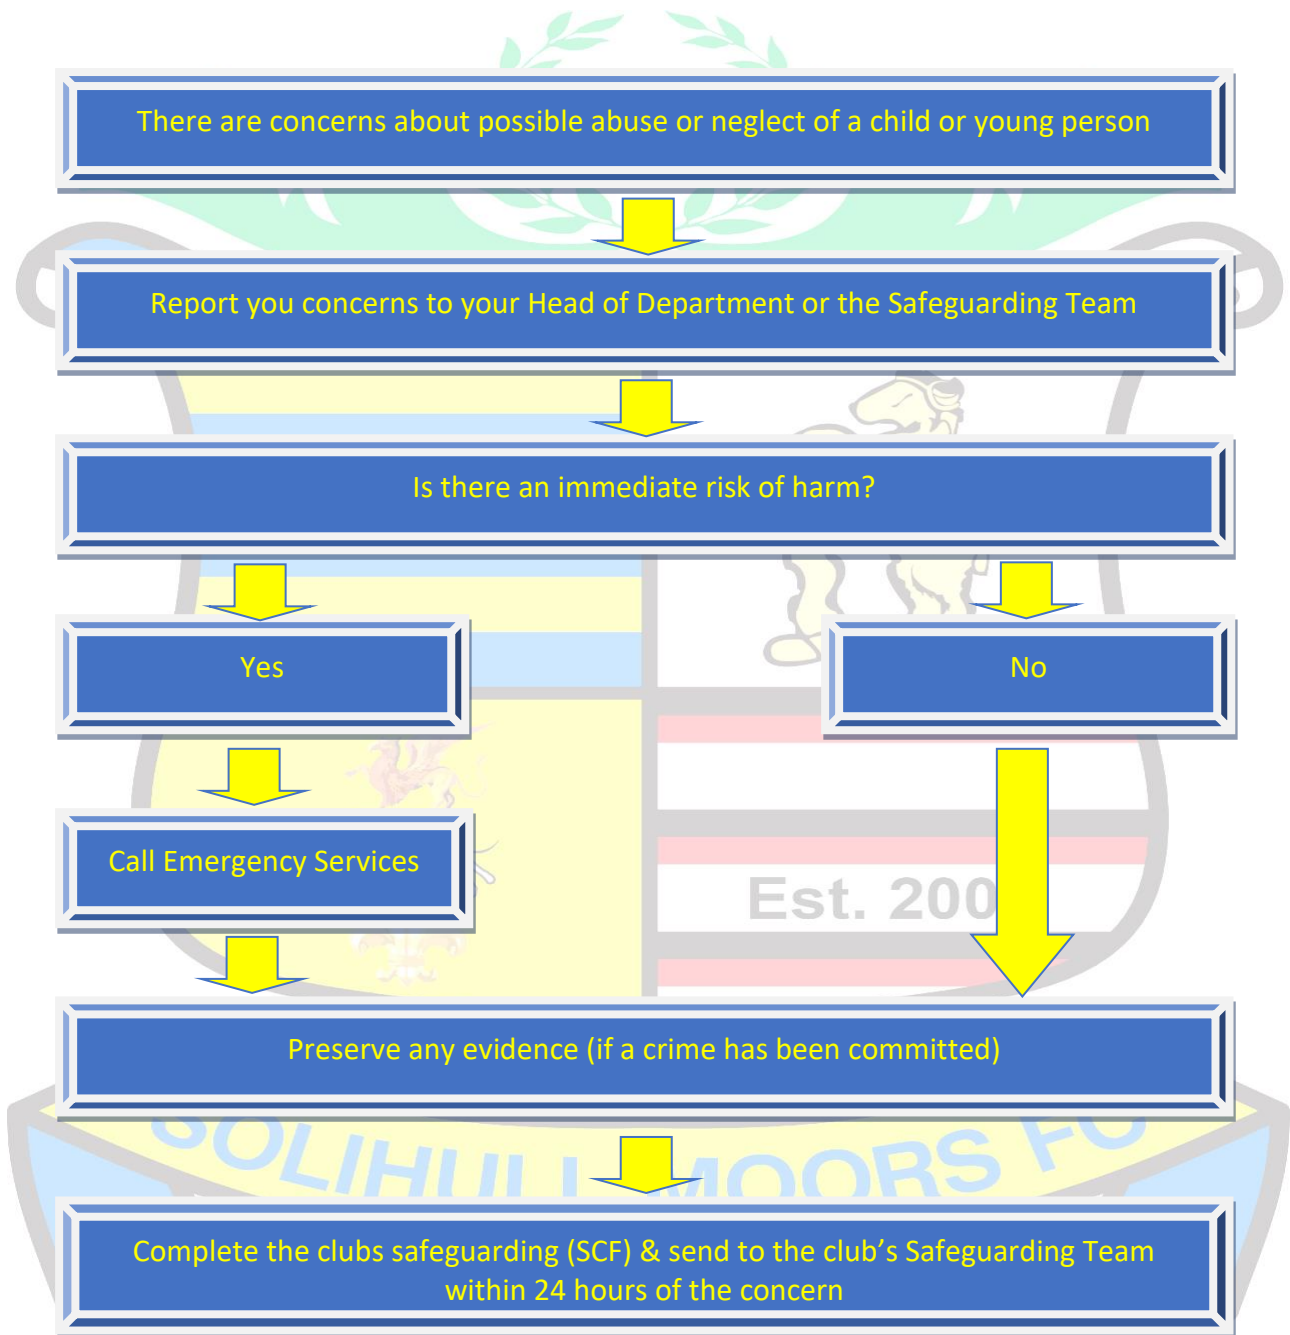 There are concerns about possible abuse or neglect of a child or young person
Report you concerns to your Head of Department or the Safeguarding Team
Is there an immediate risk of harm?
Yes
No
Call Emergency Services
Est. 200
Preserve any evidence (if a crime has been committed)
SOLIHULL MOORS FC
Complete the clubs safeguarding (SCF) & send to the club’s Safeguarding Team
within 24 hours of the concern